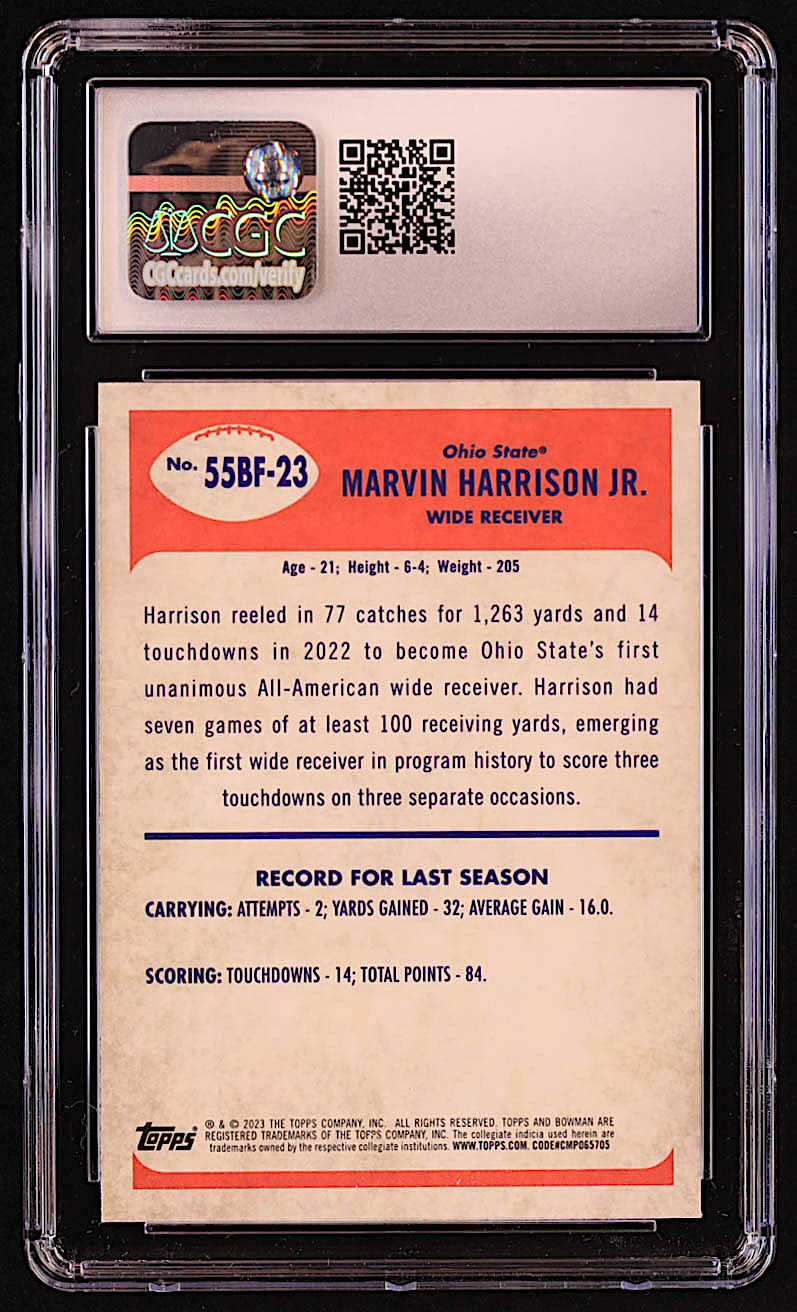 CGC
CGCcards.com/verify
No. 55BF-23
Ohio State®
MARVIN HARRISON JR.
WIDE RECEIVER
Age - 21; Height - 6-4; Weight - 205
Harrison reeled in 77 catches for 1,263 yards and 14
touchdowns in 2022 to become Ohio State's first
unanimous All-American wide receiver. Harrison had
seven games of at least 100 receiving yards, emerging
as the first wide receiver in program history to score three
touchdowns on three separate occasions.
RECORD FOR LAST SEASON
CARRYING: ATTEMPTS - 2; YARDS GAINED - 32; AVERAGE GAIN - 16.0.
SCORING: TOUCHDOWNS - 14; TOTAL POINTS - 84.
topps®
® & © 2023 THE TOPPS COMPANY, INC. ALL RIGHTS RESERVED. TOPPS AND BOWMAN ARE
REGISTERED TRADEMARKS OF THE TOPPS COMPANY, INC. The collegiate indicia used herein are
trademarks owned by the respective collegiate institutions. WWW.TOPPS.COM. CODE#CMP065705